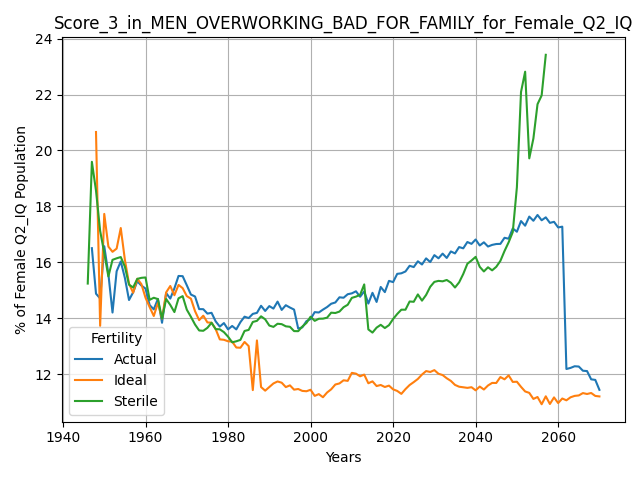 Score_3_in_MEN_OVERWORKING_BAD_FOR_FAMILY_for_Female_Q2_IQ
% of Female Q2_IQ Population
24
22
20
18
16
14
12
Fertility
Actual
Ideal
Sterile
1940
1960
1980
2000
2020
2040
2060
Years